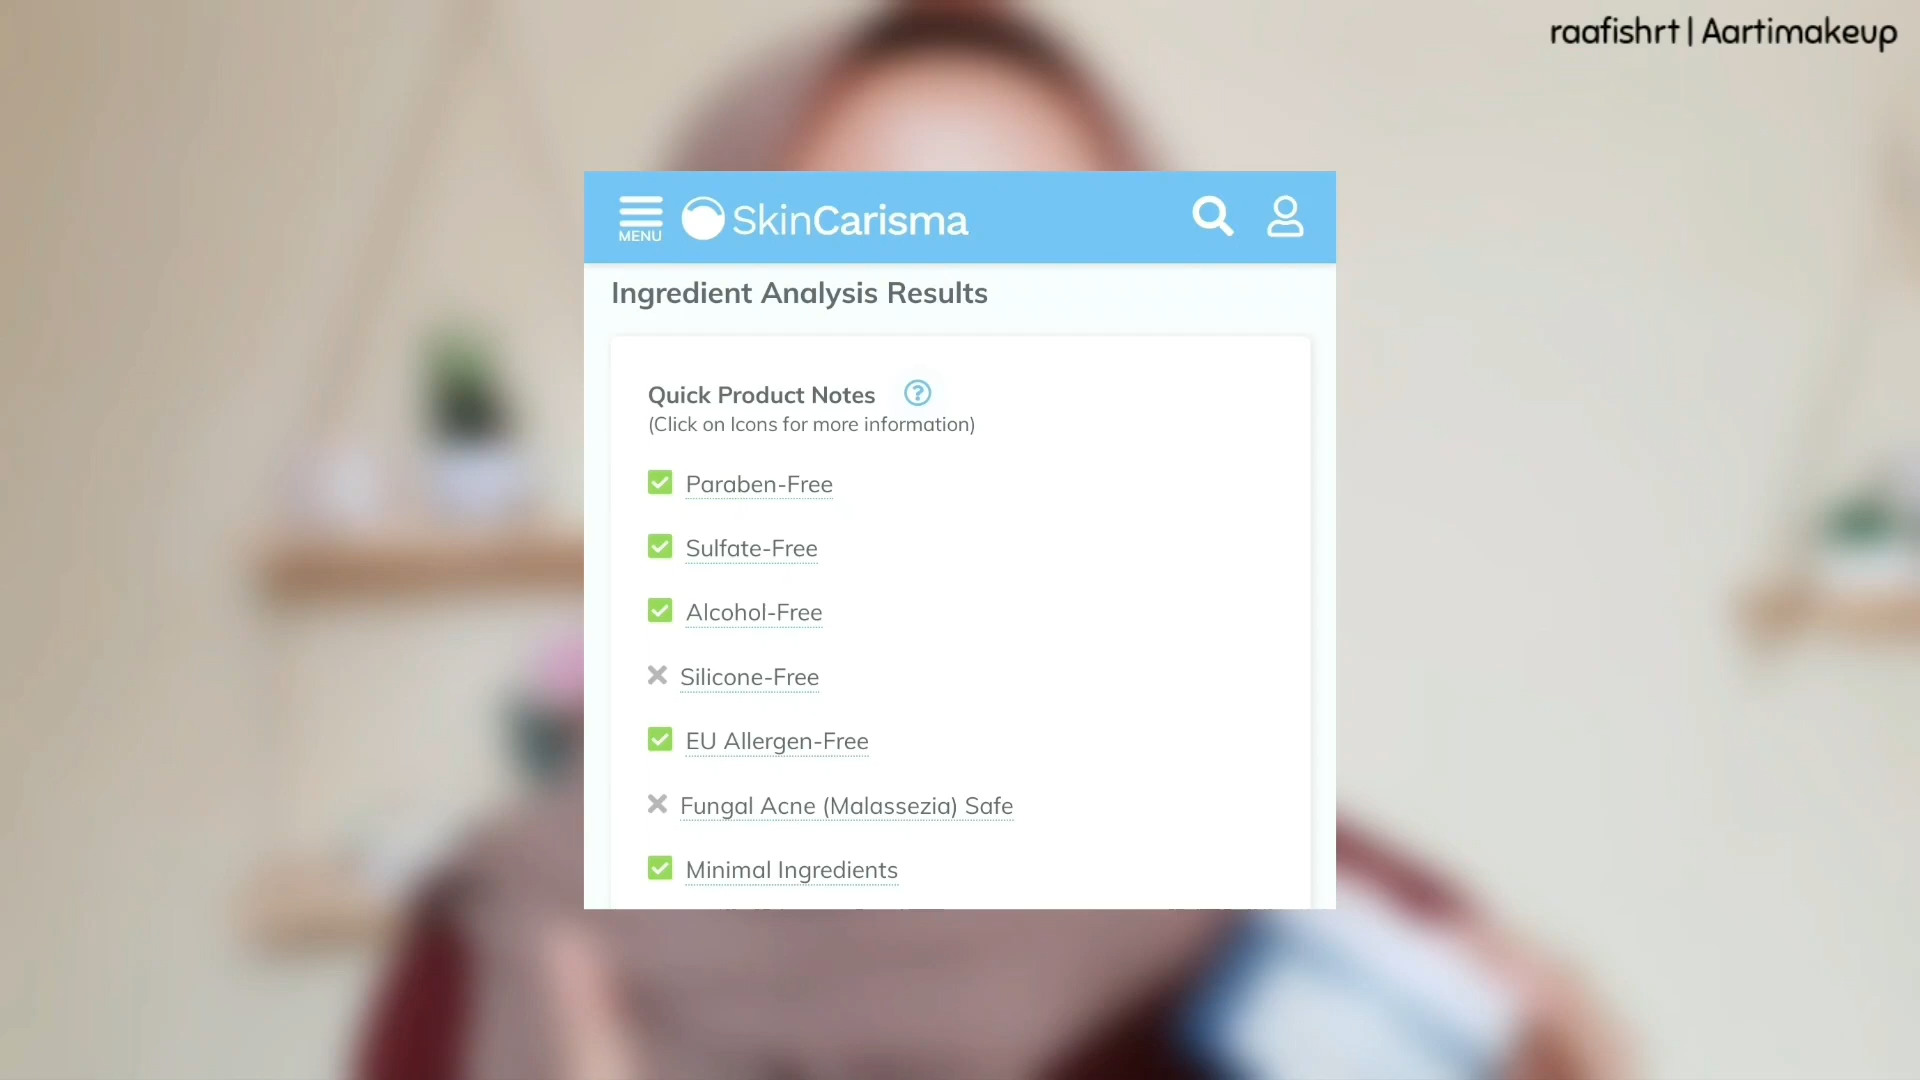 raafishrt | Aartimakeup
MENU
SkinCarisma
Ingredient Analysis Results
Quick Product Notes
(Click on Icons for more information)
Paraben-Free
Sulfate-Free
Alcohol-Free
Silicone-Free
EU Allergen-Free
Fungal Acne (Malassezia) Safe
Minimal Ingredients